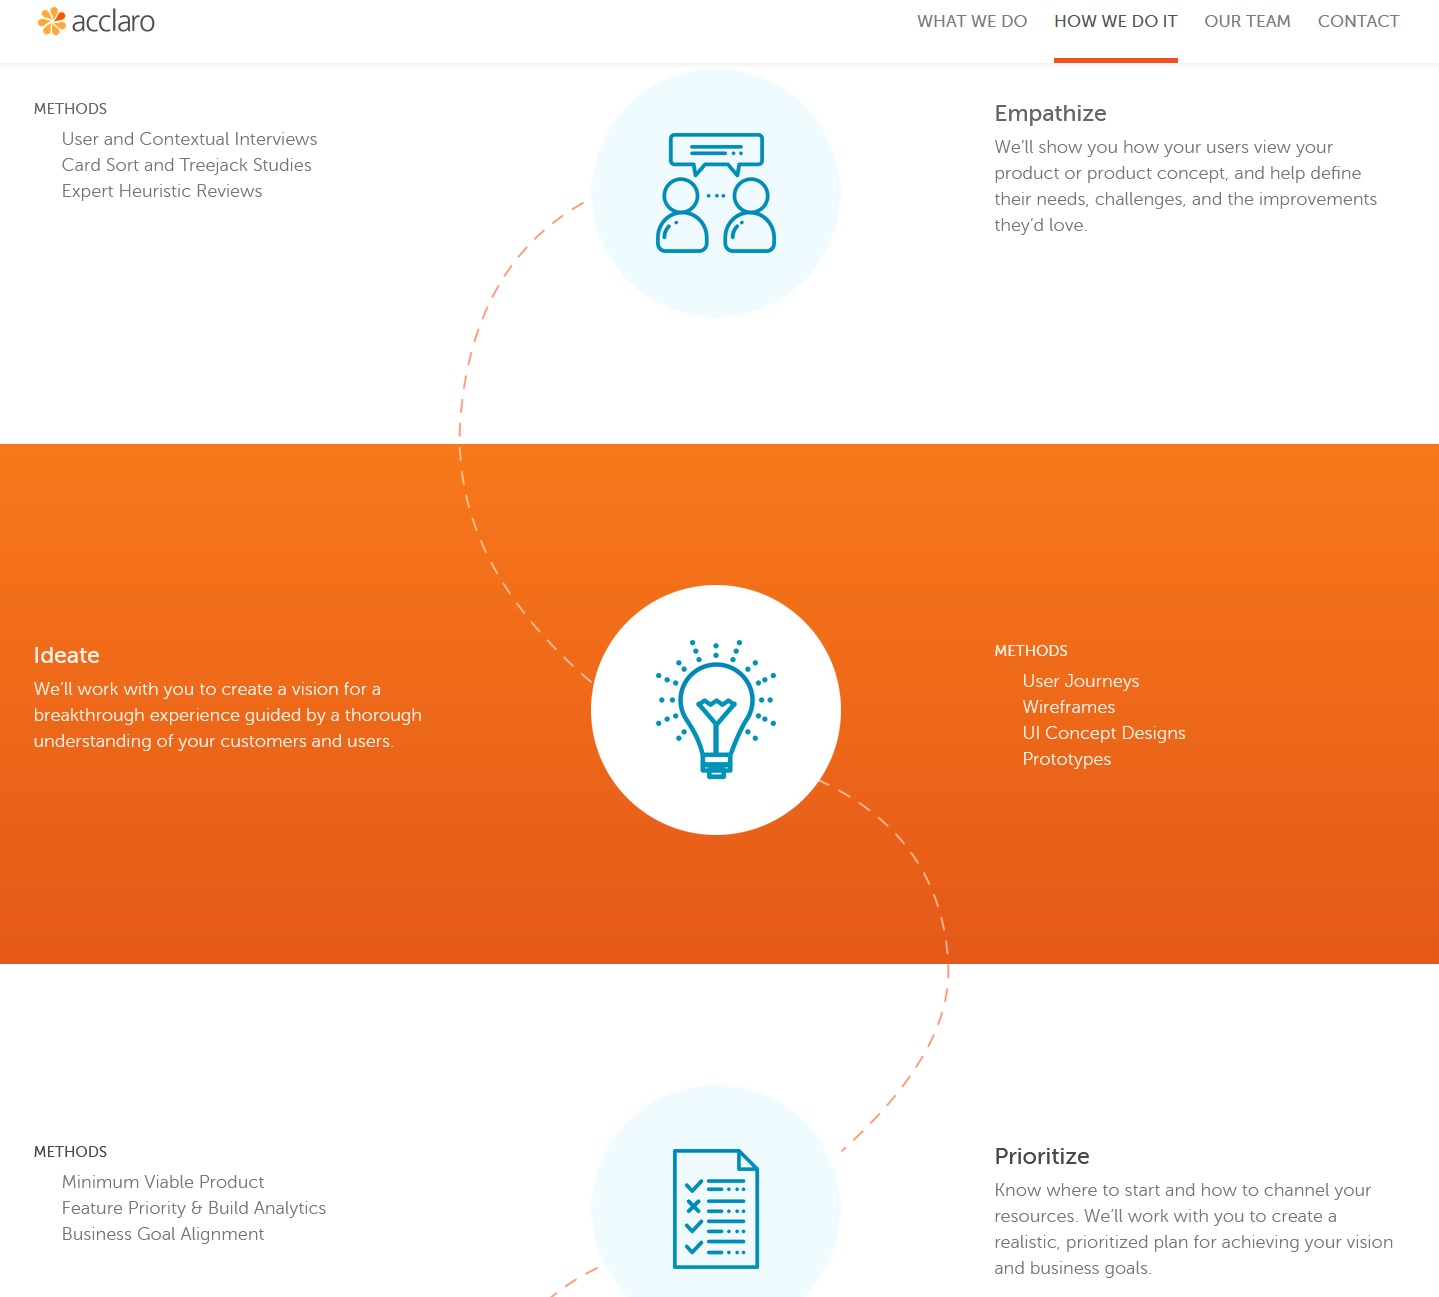 acclaro
WHAT WE DO
HOW WE DO IT
OUR TEAM
CONTACT
METHODS
User and Contextual Interviews
Card Sort and Treejack Studies
Expert Heuristic Reviews
Empathize
We’ll show you how your users view your
product or product concept, and help define
their needs, challenges, and the improvements
they’d love.
Ideate
We’ll work with you to create a vision for a
breakthrough experience guided by a thorough
understanding of your customers and users.
METHODS
User Journeys
Wireframes
UI Concept Designs
Prototypes
METHODS
Minimum Viable Product
Feature Priority & Build Analytics
Business Goal Alignment
Prioritize
Know where to start and how to channel your
resources. We’ll work with you to create a
realistic, prioritized plan for achieving your vision
and business goals.